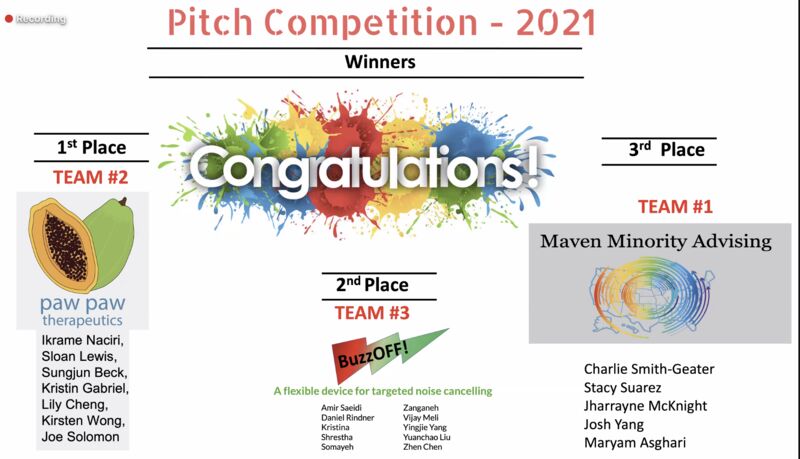 Recording
Pitch Competition - 2021
Winners
Congratulations!
1st Place
TEAM #2
paw paw
therapeutics
Ikrame Naciri,
Sloan Lewis,
Sungjun Beck,
Kristin Gabriel,
Lily Cheng,
Kirsten Wong,
Joe Solomon
2nd Place
TEAM #3
BuzzOFF!
A flexible device for targeted noise cancelling
Amir Saeidi
Daniel Rindner
Kristina
Shrestha
Somayeh
Zanganeh
Vijay Meli
Yingjie Yang
Yuanchao Liu
Zhen Chen
3rd Place
TEAM #1
Maven Minority Advising
Charlie Smith-Geater
Stacy Suarez
Jharrayne McKnight
Josh Yang
Maryam Asghari